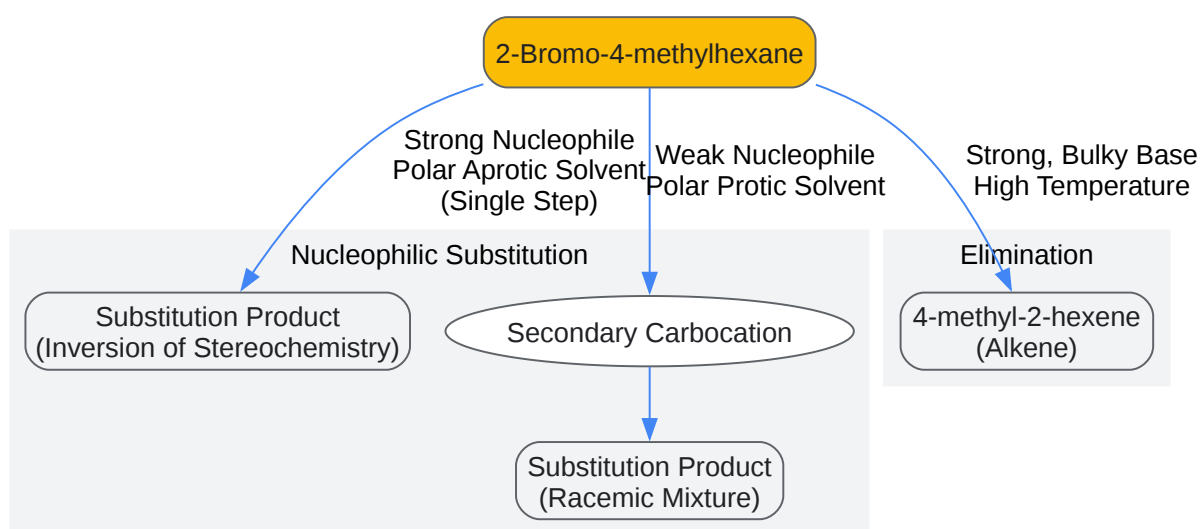 2-Bromo-4-methylhexane
Strong Nucleophile
Polar Aprotic Solvent
(Single Step)
Weak Nucleophile
Polar Protic Solvent
Strong, Bulky Base
High Temperature
Nucleophilic Substitution
Elimination
Substitution Product
(Inversion of Stereochemistry)
Secondary Carbocation
4-methyl-2-hexene
(Alkene)
Substitution Product
(Racemic Mixture)